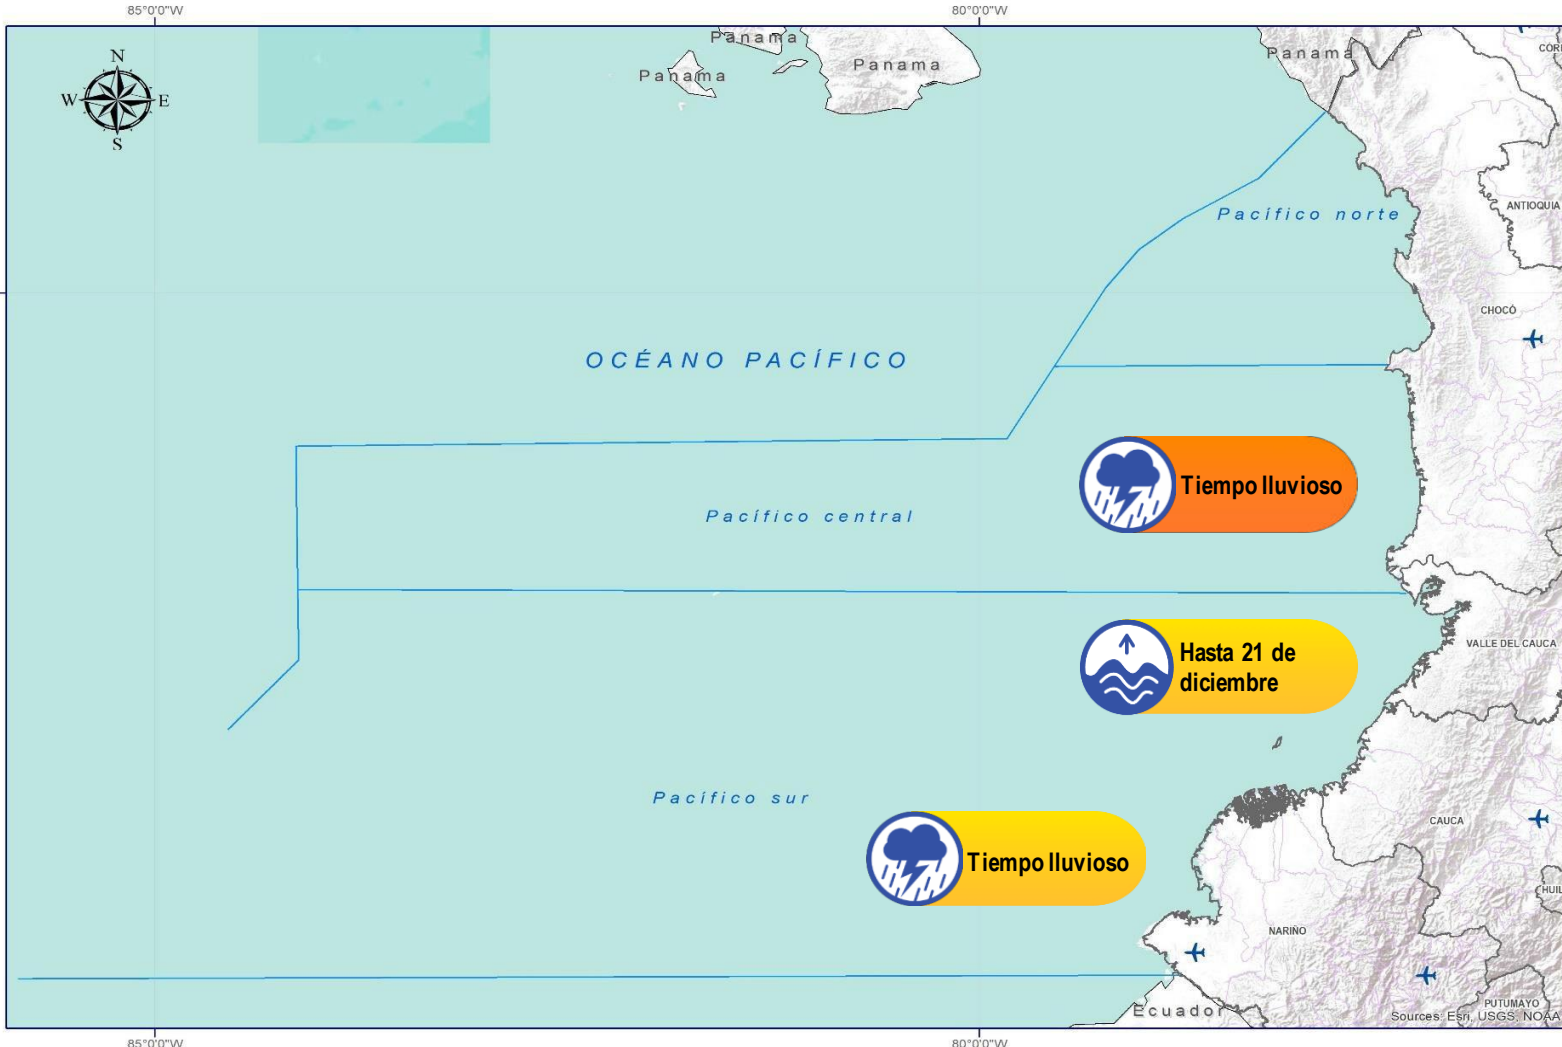 85°0'0"W
80°0'0"W
N
W
E
S
Panama
Panama
Panama
Panama
ANTIOQUIA
Pacífico norte
CHOCÓ
OCÉANO PACÍFICO
Tiempo lluvioso
Pacífico central
Hasta 21 de
diciembre
VALLE DEL CAUCA
Pacífico sur
CAUCA
Tiempo lluvioso
NARIÑO
PUTUMAYO
Ecuador
Sources: Esri, USGS, NOAA
85°0'0"W
80°0'0"W